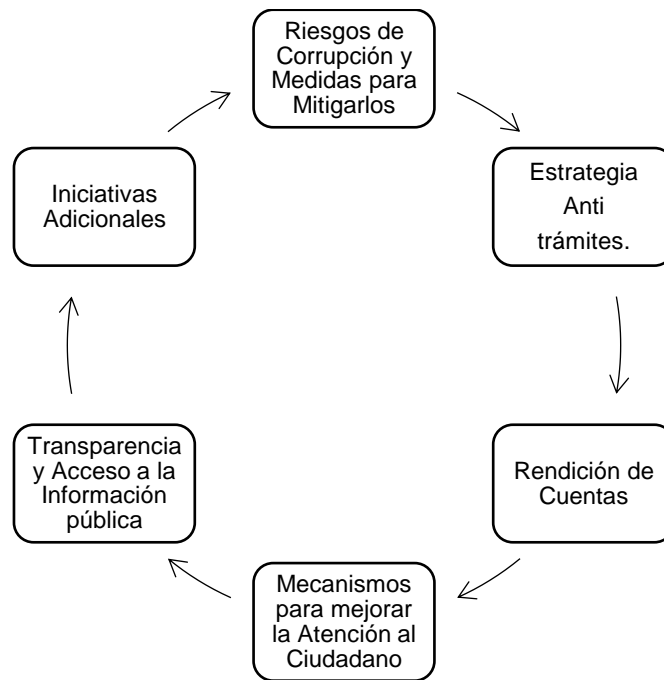 Riesgos de
Corrupción y
Medidas para
Mitigarlos
Estrategia
Anti
trámites.
Rendición de
Cuentas
Mecanismos
para mejorar
la Atención al
Ciudadano
Transparencia
y Acceso a la
Información
pública
Iniciativas
Adicionales